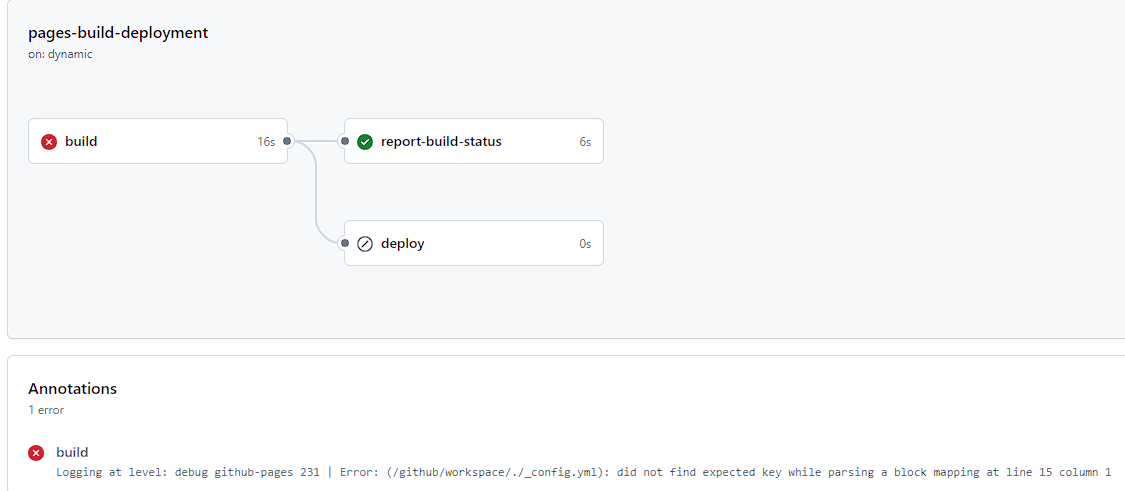 pages-build-deployment
on: dynamic
build 16s
report-build-status 6s
deploy 0s
Annotations
1 error
build
Logging at level: debug github-pages 231 | Error: (/github/workspace/./_config.yml): did not find expected key while parsing a block mapping at line 15 column 1